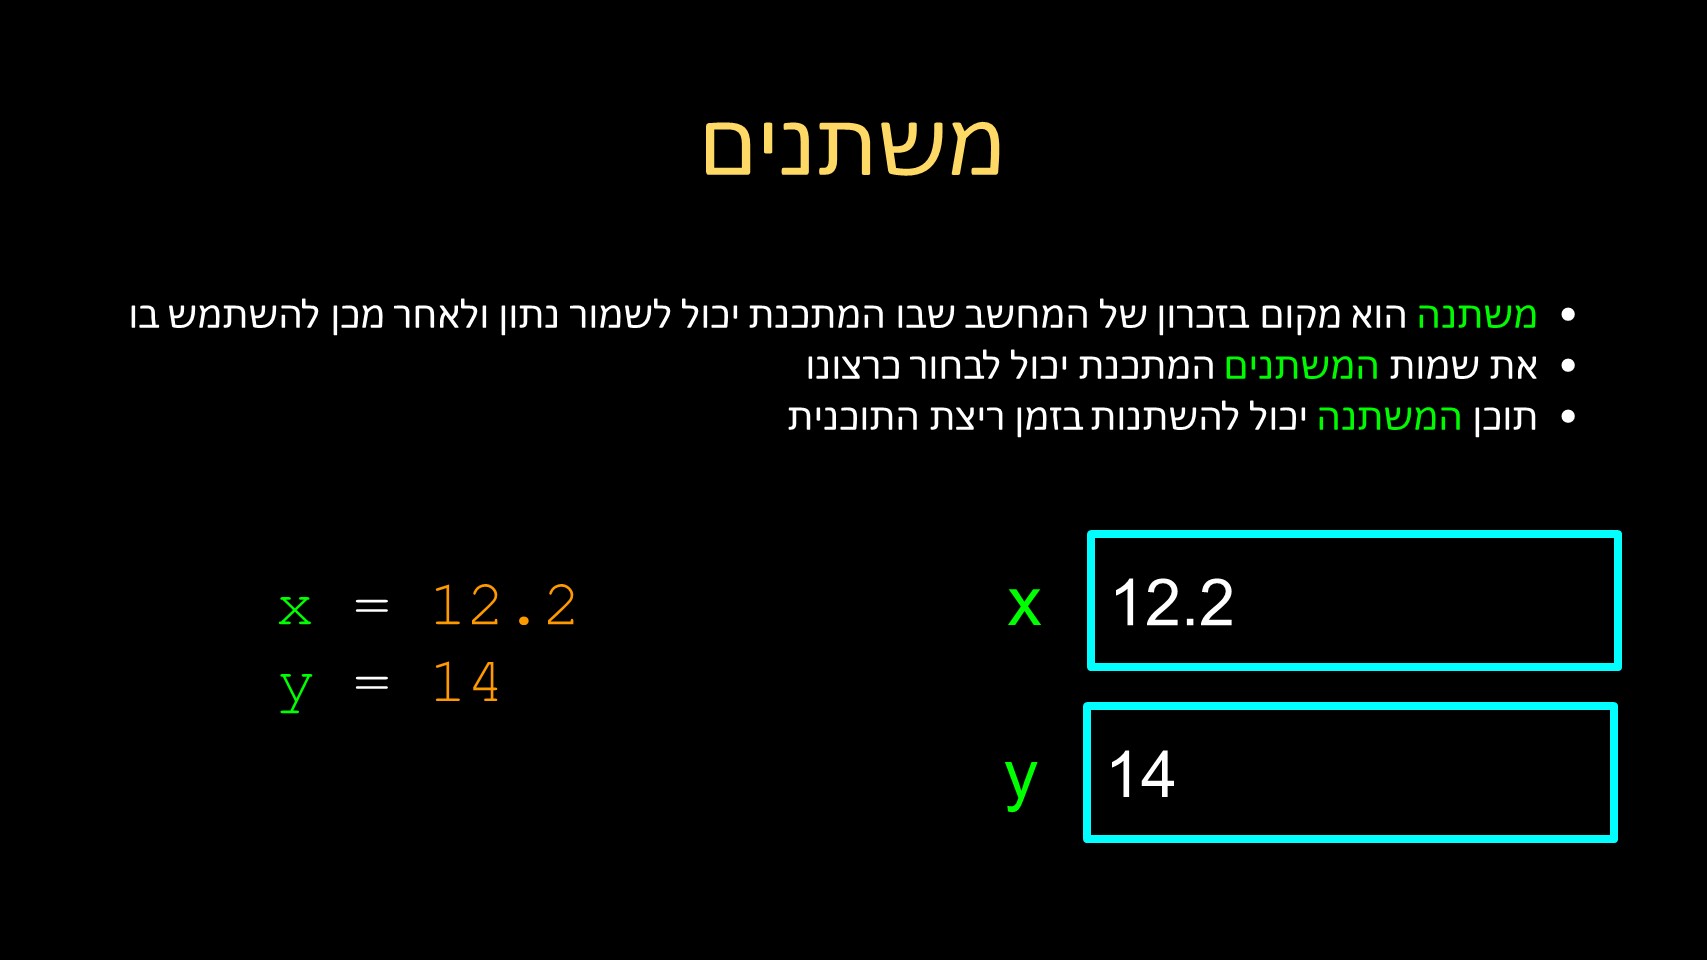 משתנים
• משתנה הוא מקום בזכרון של המחשב שבו המתכנת יכול לשמור נתון ולאחר מכן להשתמש בו
• את שמות המשתנים המתכנת יכול לבחור כרצונו
• תוכן המשתנה יכול להשתנות בזמן ריצת התוכנית
x = 12.2
y = 14
x 12.2
y 14